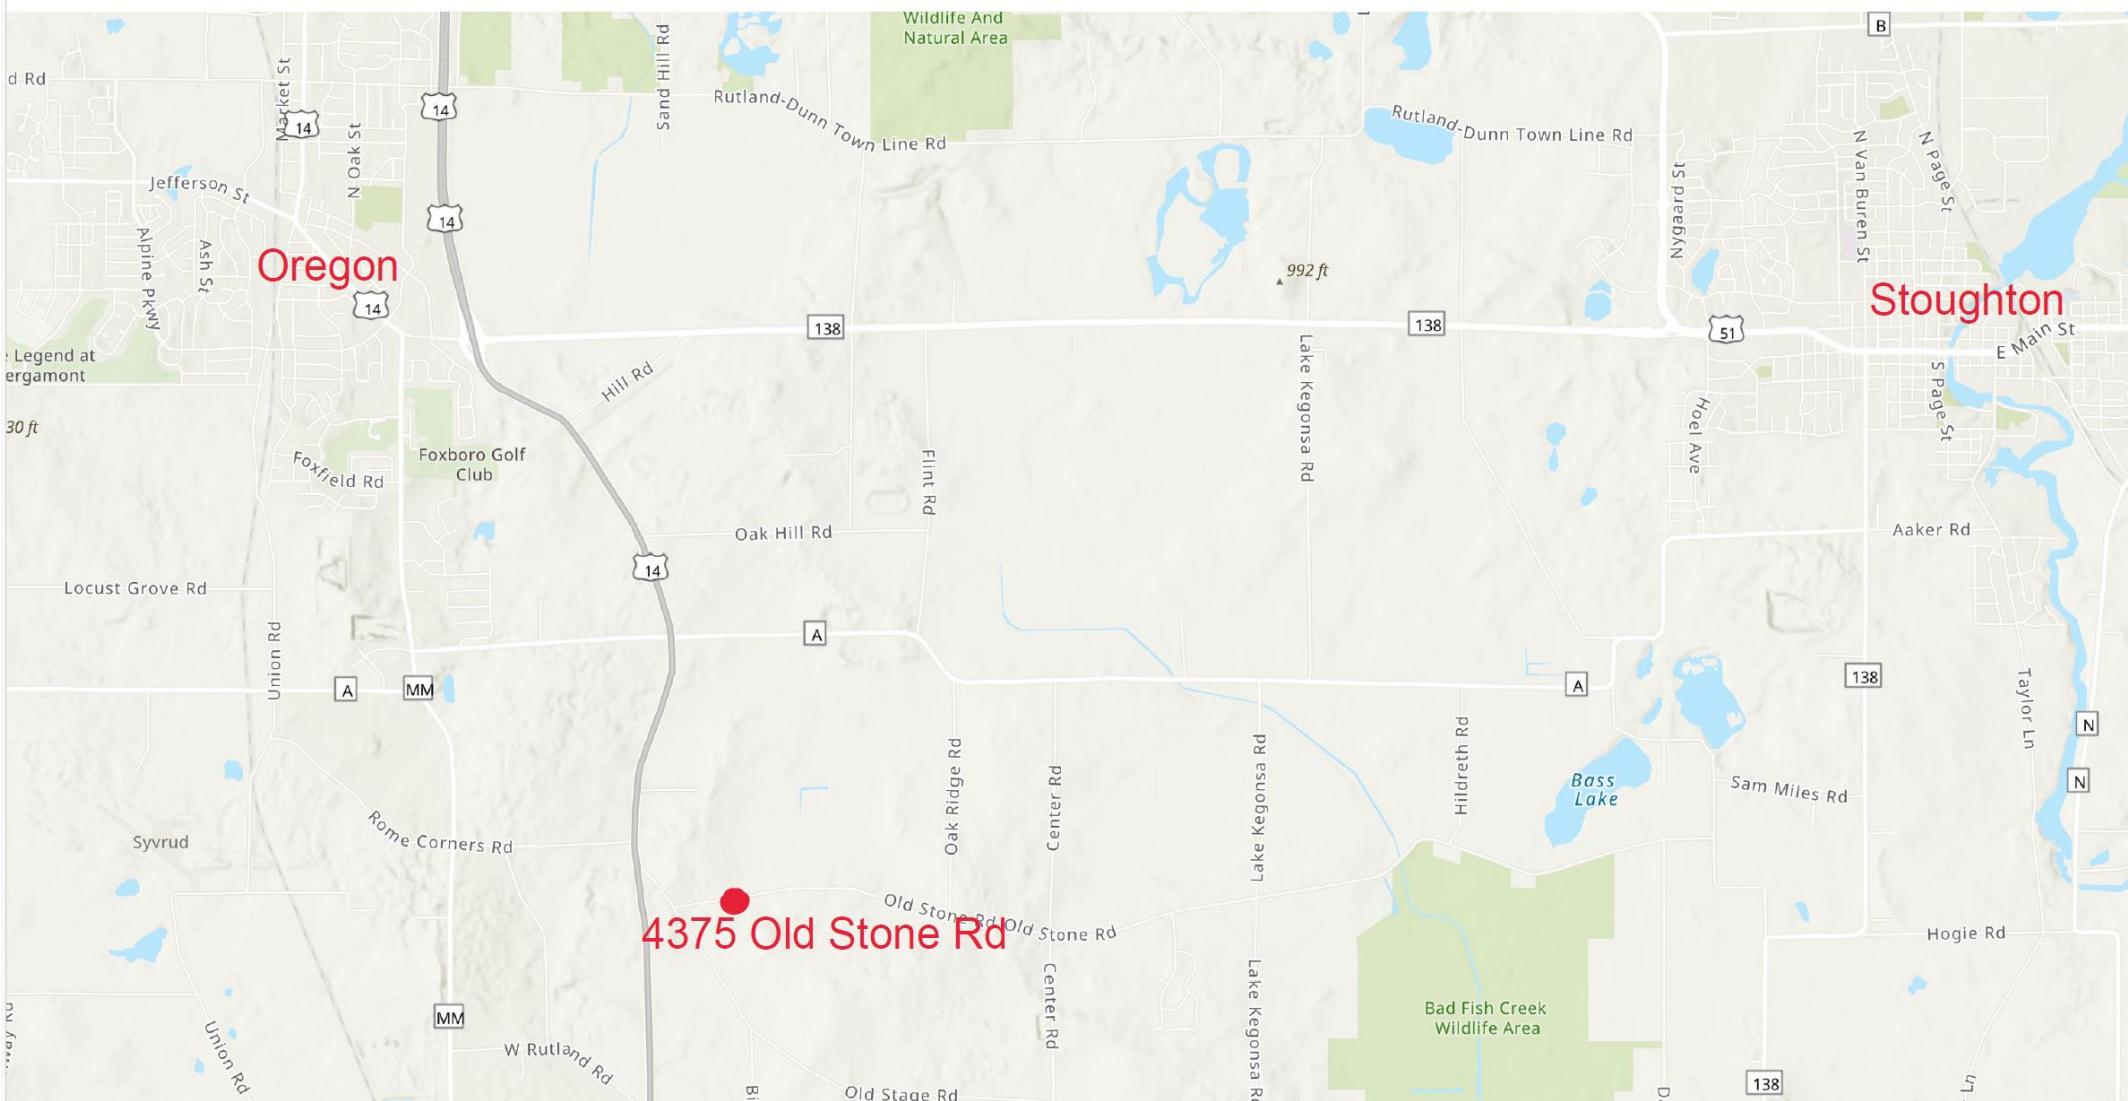 Wildlife And
Natural Area
B
d Rd
Market St
14
14
Sand Hill Rd
Rutland-Dunn Town Line Rd
Rutland-Dunn Town Line Rd
N Oak St
N Van Buren St
N Page St
Jefferson St
14
Nygaard St
Alpine Pkwy
Ash St
Oregon
14
992 ft
Stoughton
138
138
51
E Main St
Legend at
ergamont
Hill Rd
Lake Kegonsa Rd
S Page St
Hoel Ave
30 ft
Foxboro Golf
Club
Foxfield Rd
Flint Rd
Oak Hill Rd
Aaker Rd
14
Locust Grove Rd
Union Rd
A
A
MM
A
138
Taylor Ln
N
Oak Ridge Rd
Center Rd
Lake Kegonsa Rd
Hildreth Rd
Bass
Lake
Sam Miles Rd
N
Syvrud
Rome Corners Rd
Old Stone Rd
Old Stone Rd
4375 Old Stone Rd
Hogie Rd
Center Rd
Lake Kegonsa Rd
Bad Fish Creek
Wildlife Area
MM
Union Rd
W Rutland Rd
Old Stage Rd
Bi
138
D
Ln